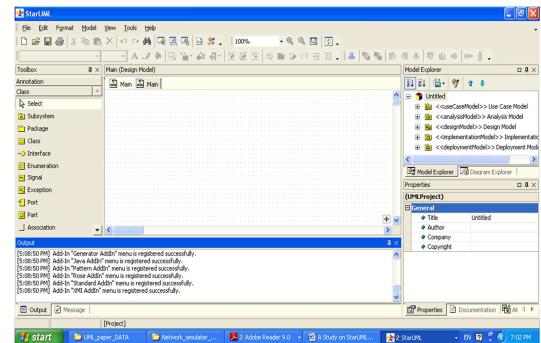 StarUML
File Edit Format Model View Tools Help
100%
Toolbox
Main (Design Model)
Model Explorer
Annotation
Class
Main Main
Select
Subsystem
Package
Class
Interface
Enumeration
Signal
Exception
Port
Part
Association
Untitled
<<useCaseModel>> Use Case Model
<<analysisModel>> Analysis Model
<<designModel>> Design Model
<<implementationModel>> Implementatic
<<deploymentModel>> Deployment Mod
Model Explorer Diagram Explorer
Properties
(UMLProject)
General
Title Untitled
Author
Company
Copyright
Output
[5:08:50 PM] Add-In "Generator AddIn" menu is registered successfully.
[5:08:50 PM] Add-In "Java AddIn" menu is registered successfully.
[5:08:50 PM] Add-In "Pattern AddIn" menu is registered successfully.
[5:08:50 PM] Add-In "Rose AddIn" menu is registered successfully.
[5:08:50 PM] Add-In "Standard AddIn" menu is registered successfully.
[5:08:50 PM] Add-In "XMI AddIn" menu is registered successfully.
Output Message
Properties Documentation At
[Project]
start UML_paper_DATA Network_simulater_... 2 Adobe Reader 9.0 A Study on StarUML... 2 StarUML EN 7:02 PM